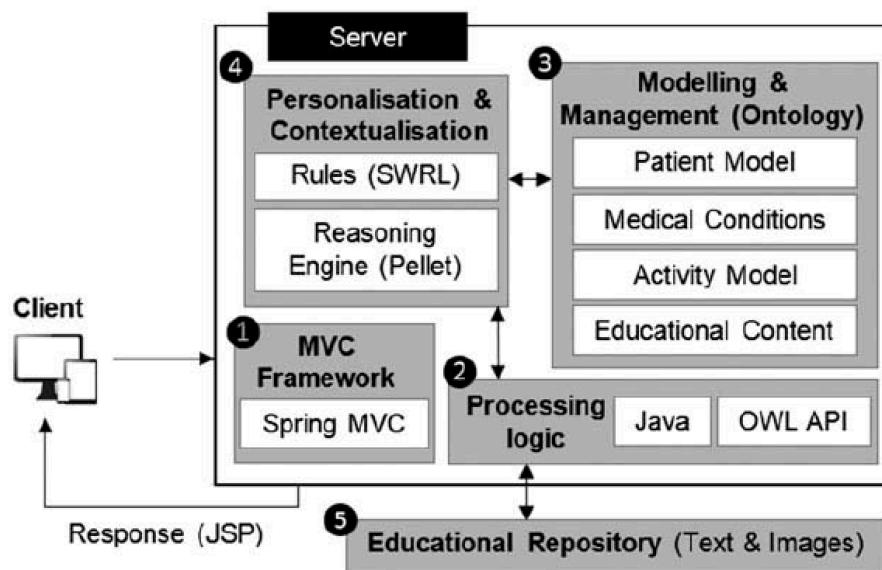 Server
4
Personalisation &
Contextualisation
Rules (SWRL)
Reasoning
Engine (Pellet)
3
Modelling &
Management (Ontology)
Patient Model
Medical Conditions
Activity Model
Educational Content
Client
1
MVC
Framework
Spring MVC
2
Processing
logic
Java
OWL API
Response (JSP)
5
Educational Repository (Text & Images)